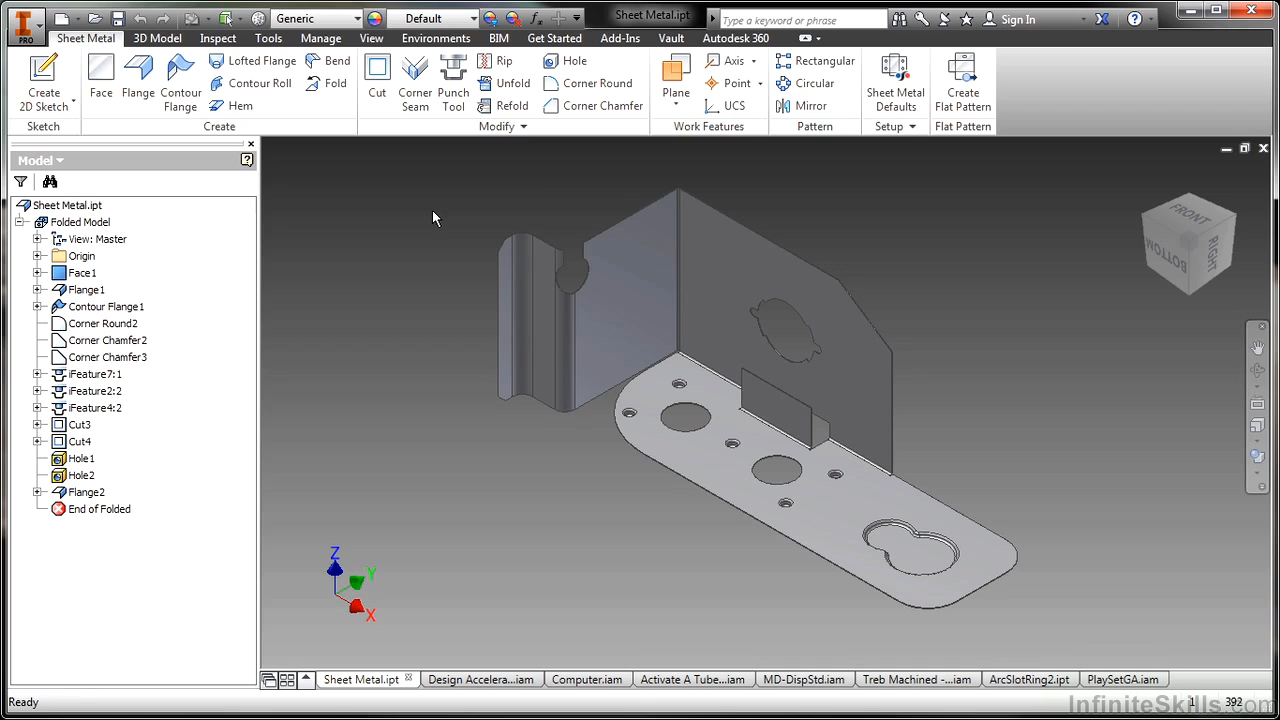 PRO
Generic
Default
Sheet Metal.ipt
Type a keyword or phrase
Sign In
Sheet Metal
3D Model
Inspect
Tools
Manage
View
Environments
BIM
Get Started
Add-Ins
Vault
Autodesk 360
Create
2D Sketch
Face
Flange
Contour
Flange
Lofted Flange
Contour Roll
Hem
Bend
Fold
Cut
Corner
Seam
Punch
Tool
Rip
Unfold
Refold
Hole
Corner Round
Corner Chamfer
Plane
Axis
Point
UCS
Rectangular
Circular
Mirror
Sheet Metal
Defaults
Create
Flat Pattern
Sketch
Create
Modify
Work Features
Pattern
Setup
Flat Pattern
Model
Sheet Metal.ipt
Folded Model
View: Master
Origin
Face1
Flange1
Contour Flange1
Corner Round2
Corner Chamfer2
Corner Chamfer3
iFeature7:1
iFeature2:2
iFeature4:2
Cut3
Cut4
Hole1
Hole2
Flange2
End of Folded
FRONT
RIGHT
BOTTOM
Z
Y
X
Sheet Metal.ipt
Design Accelera...iam
Computer.iam
Activate A Tube...iam
MD-DispStd.iam
Treb Machined -...iam
ArcSlotRing2.ipt
PlaySetGA.iam
Ready
1
392
InfiniteSkills.com